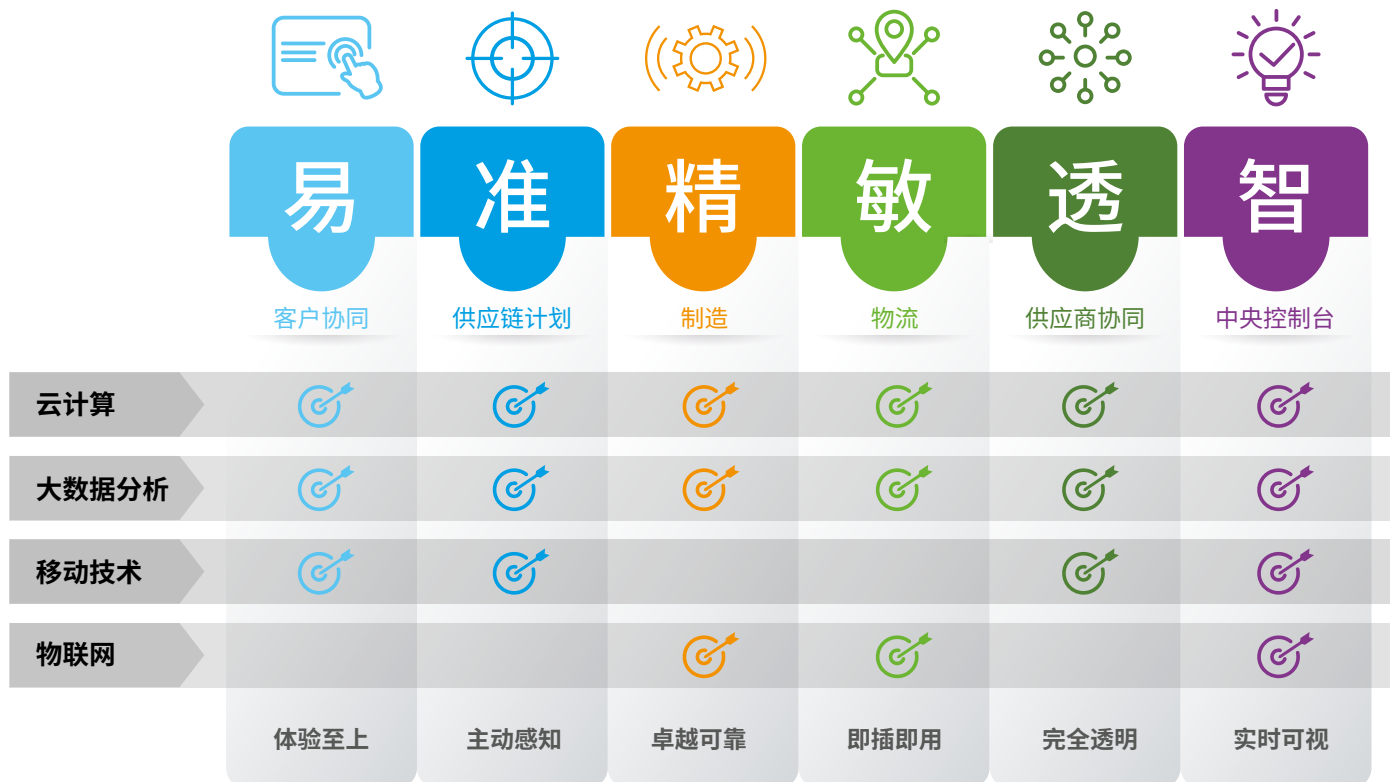 易 准 精 敏 透 智
客户协同 供应链计划 制造 物流 供应商协同 中央控制台
云计算
大数据分析
移动技术
物联网
体验至上 主动感知 卓越可靠 即插即用 完全透明 实时可视